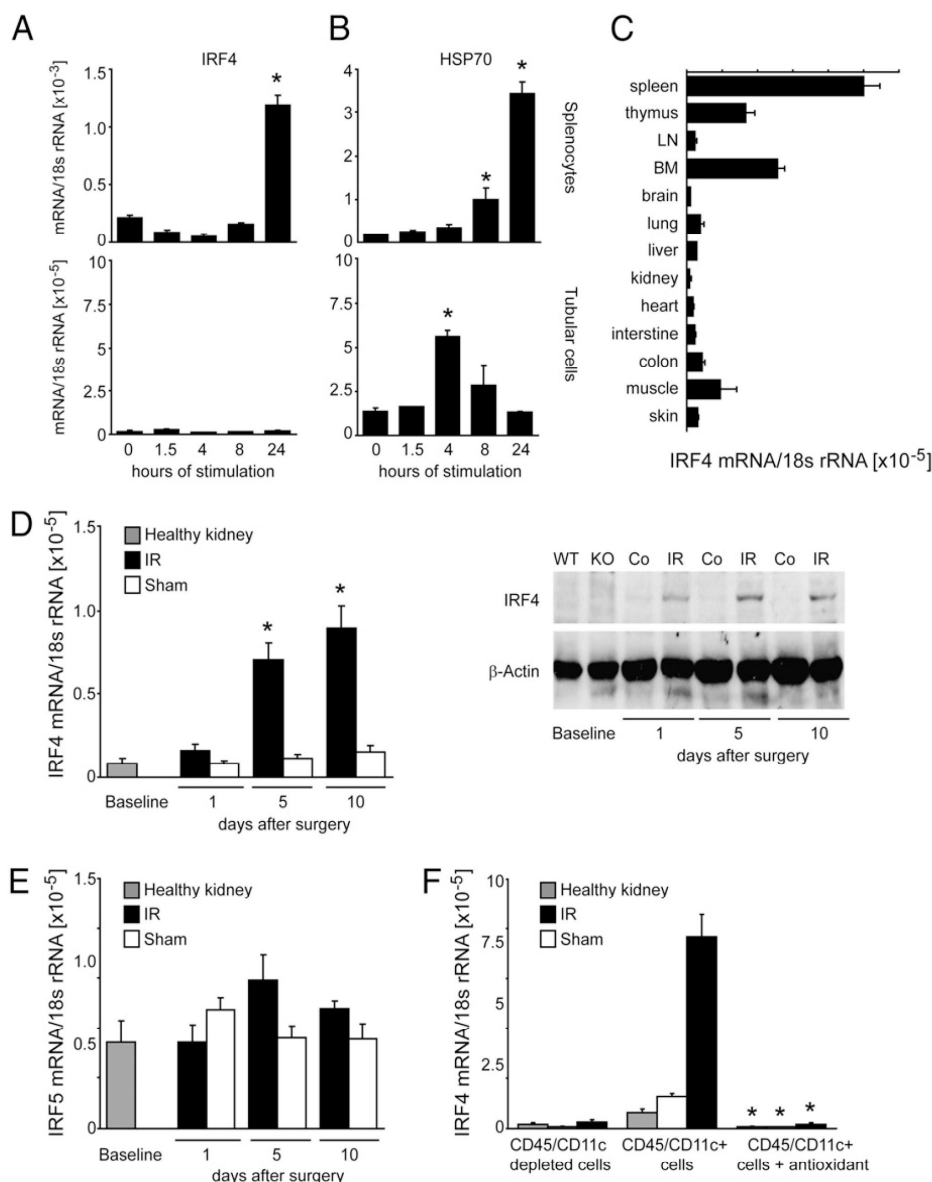 A
B
C
IRF4
HSP70
mRNA/18s rRNA [x10-3]
1.5
1.0
0.5
0
*
4
3
2
1
0
*
*
Splenocytes
mRNA/18s rRNA [x10-5]
10
7.5
5
2.5
0
0 1.5 4 8 24
hours of stimulation
10
7.5
5
2.5
0
*
0 1.5 4 8 24
hours of stimulation
Tubular cells
spleen
thymus
LN
BM
brain
lung
liver
kidney
heart
interstine
colon
muscle
skin
IRF4 mRNA/18s rRNA [x10-5]
D
IRF4 mRNA/18s rRNA [x10-5]
1.5
1.0
0.5
0
Healthy kidney
IR
Sham
*
*
Baseline 1 5 10
days after surgery
WT KO Co IR Co IR Co IR
IRF4
β-Actin
Baseline 1 5 10
days after surgery
E
IRF5 mRNA/18s rRNA [x10-5]
1.5
1.0
0.5
0
Healthy kidney
IR
Sham
Baseline 1 5 10
days after surgery
F
IRF4 mRNA/18s rRNA [x10-5]
10
7.5
5
2.5
0
Healthy kidney
IR
Sham
* * *
CD45/CD11c
depleted cells
CD45/CD11c+
cells
CD45/CD11c+
cells + antioxidant